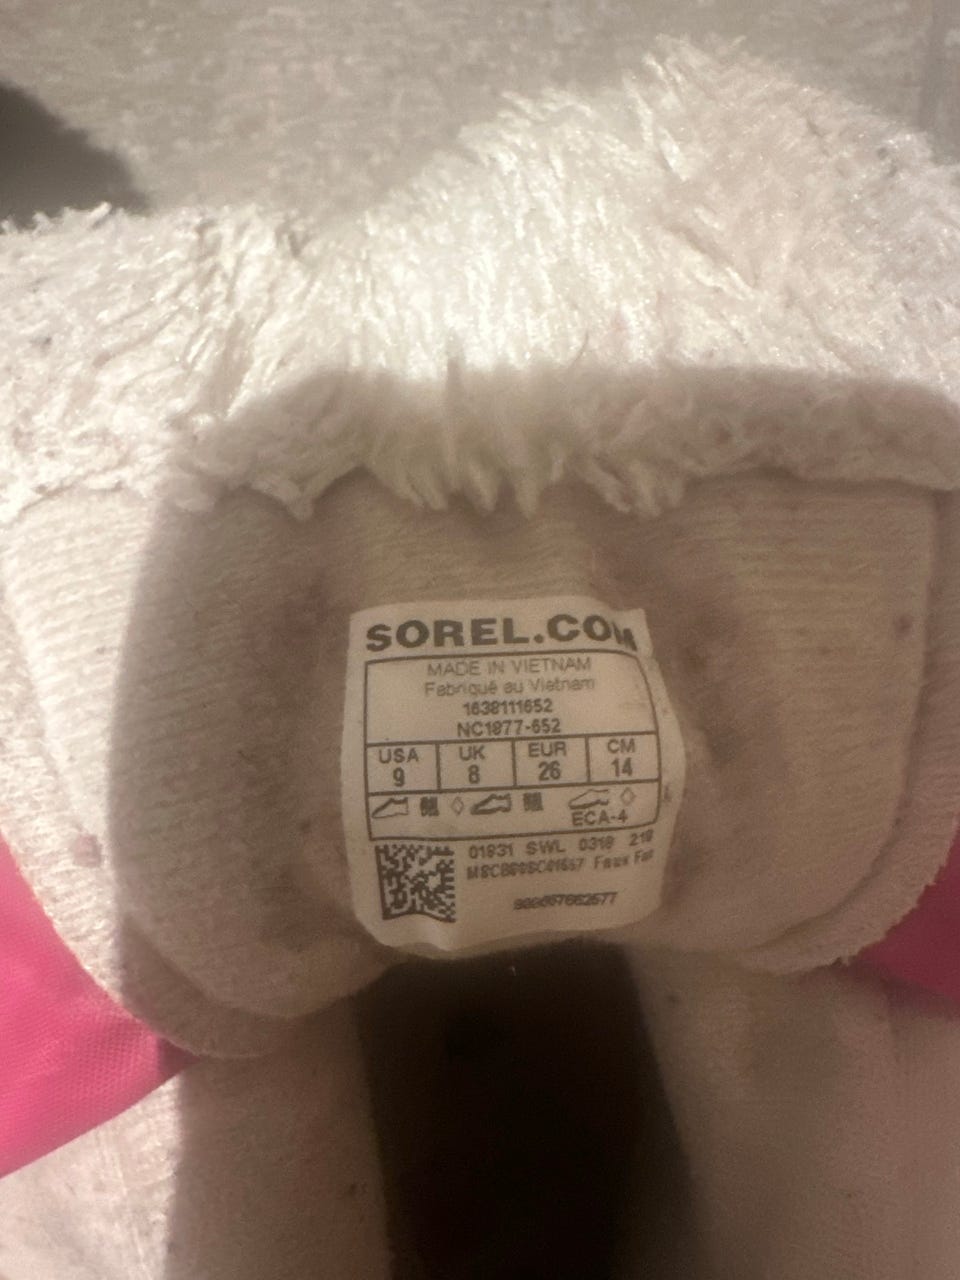 SOREL.COM
MADE IN VIETNAM
Fabriqué au Vietnam
1638111652
NC1877-652
USA UK EUR CM
9 8 26 14
ECA-4
01931 SWL 0318 218
Faux Fur